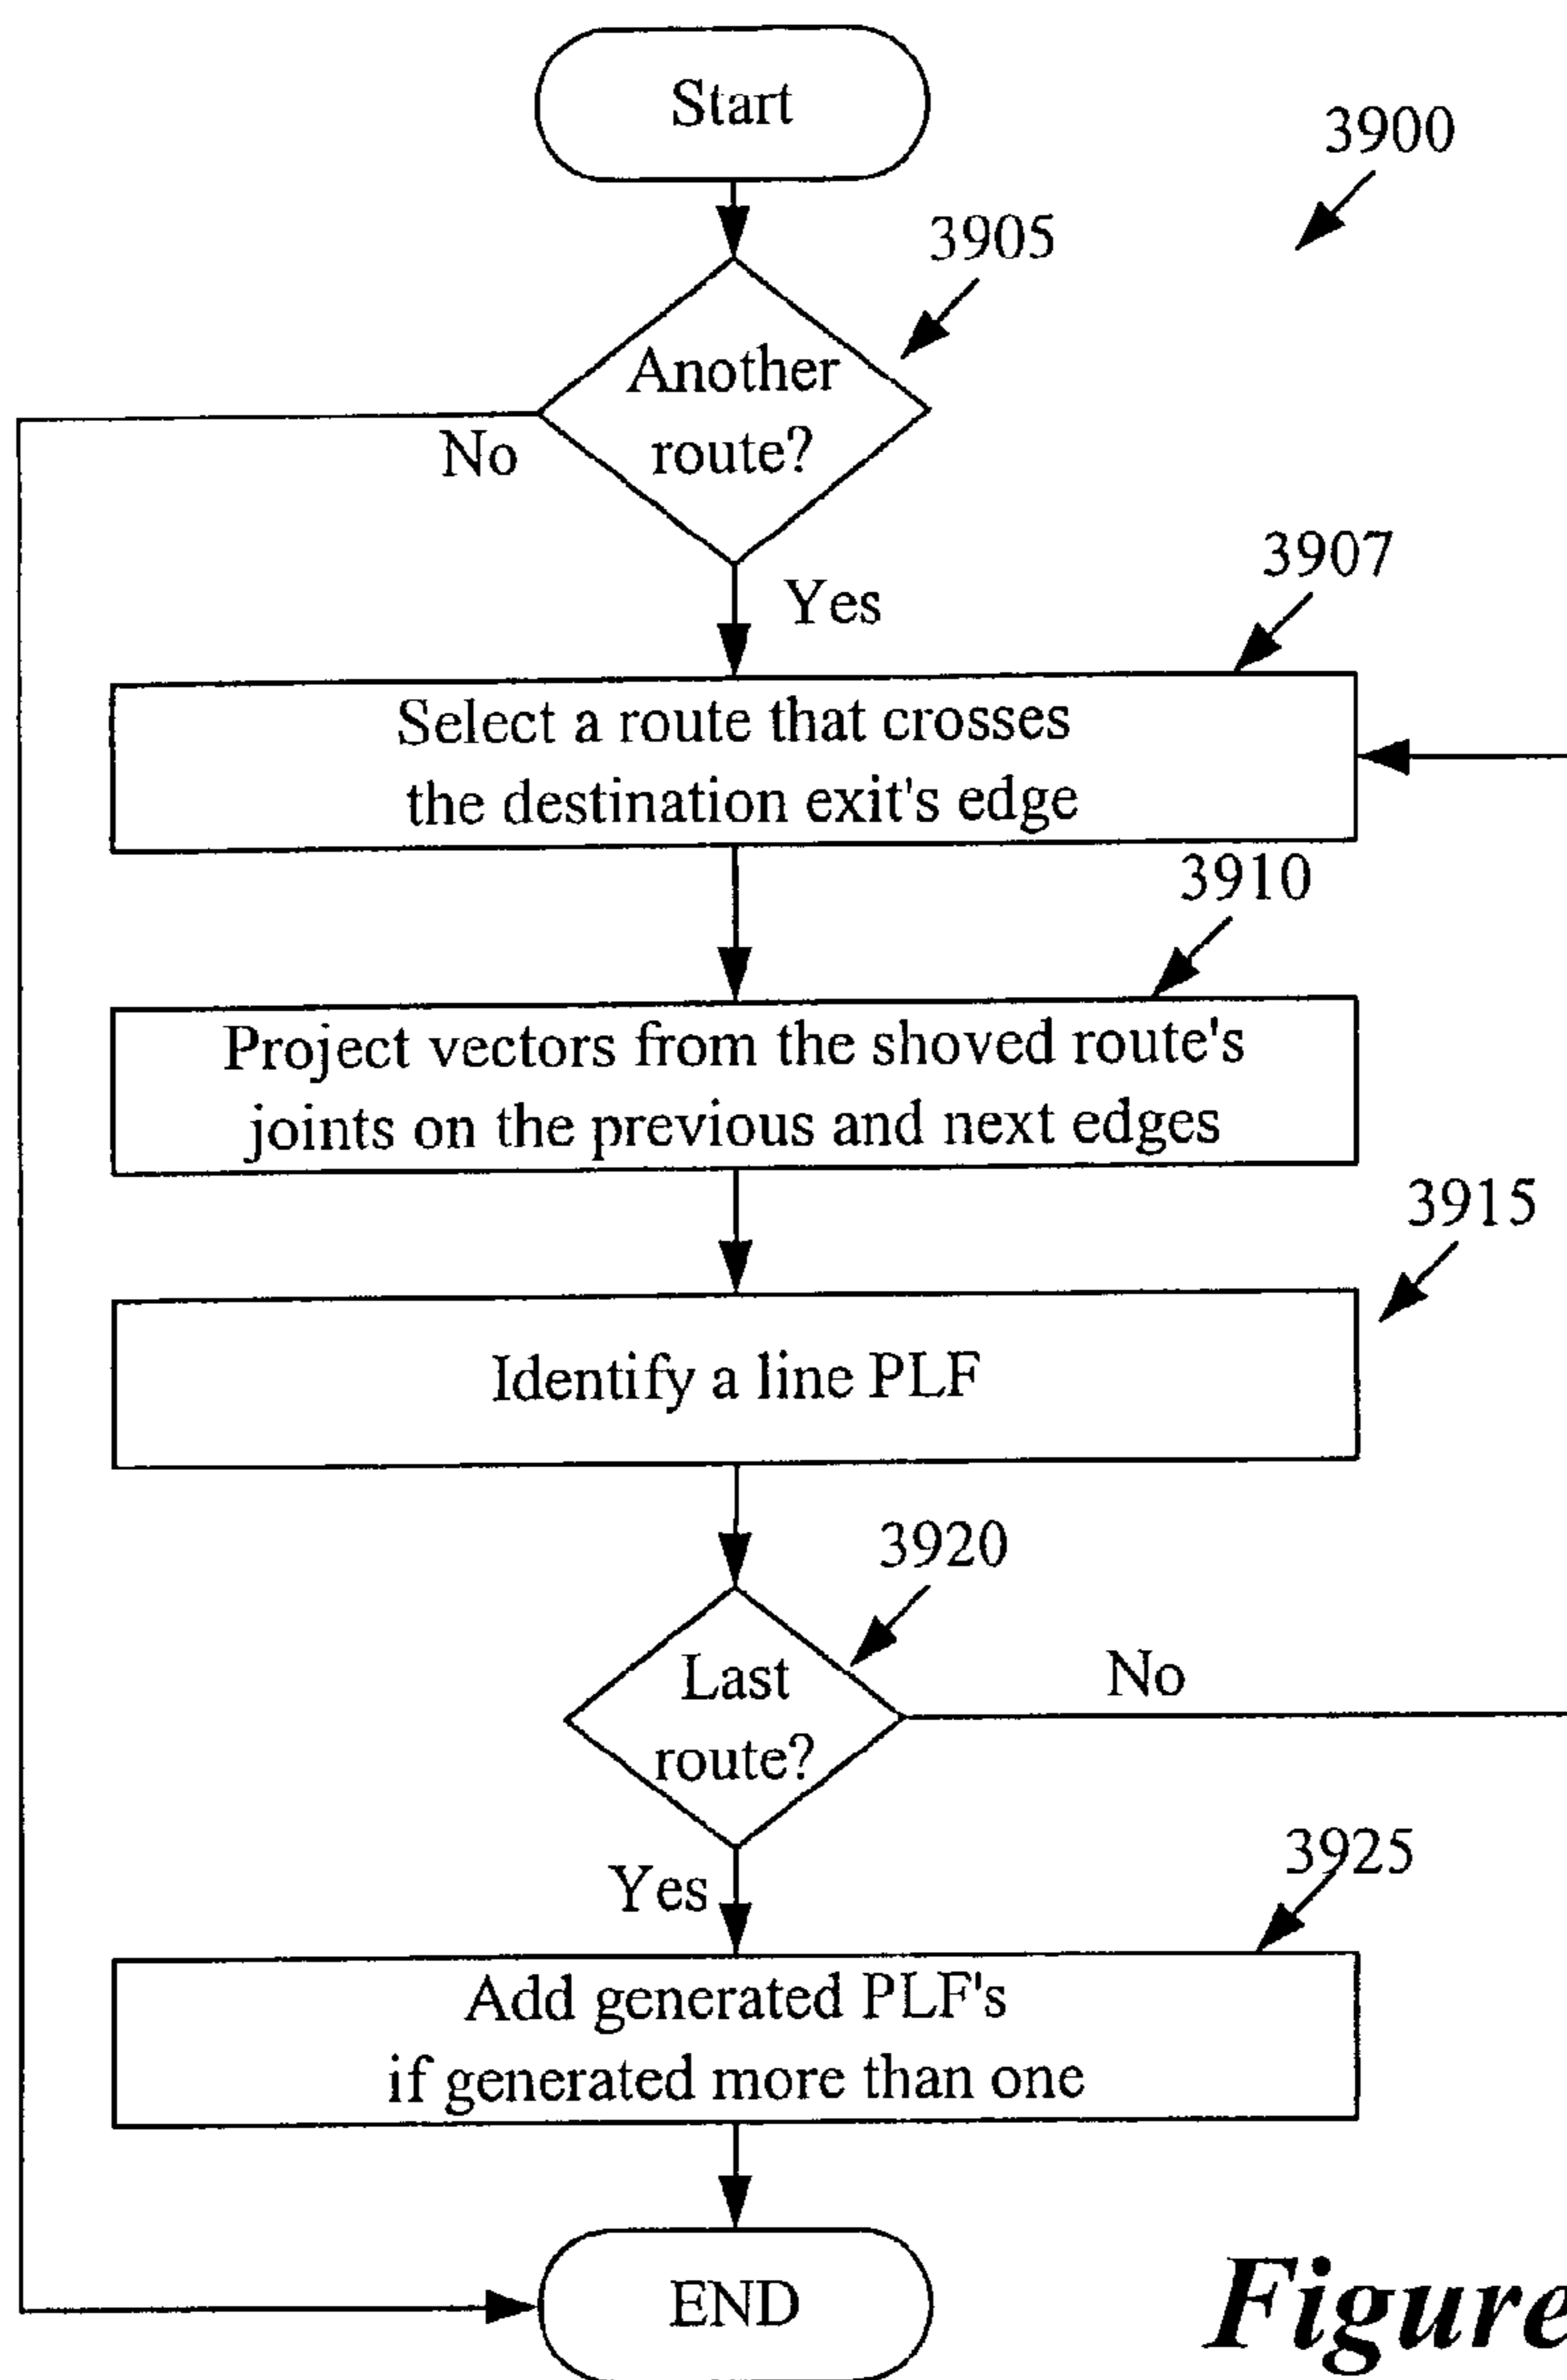 Start
3900
3905
Another
route?
No
Yes
3907
Select a route that crosses
the destination exit's edge
3910
Project vectors from the shoved route's
joints on the previous and next edges
3915
Identify a line PLF
3920
Last
route?
No
Yes
3925
Add generated PLF's
if generated more than one
END
Figure